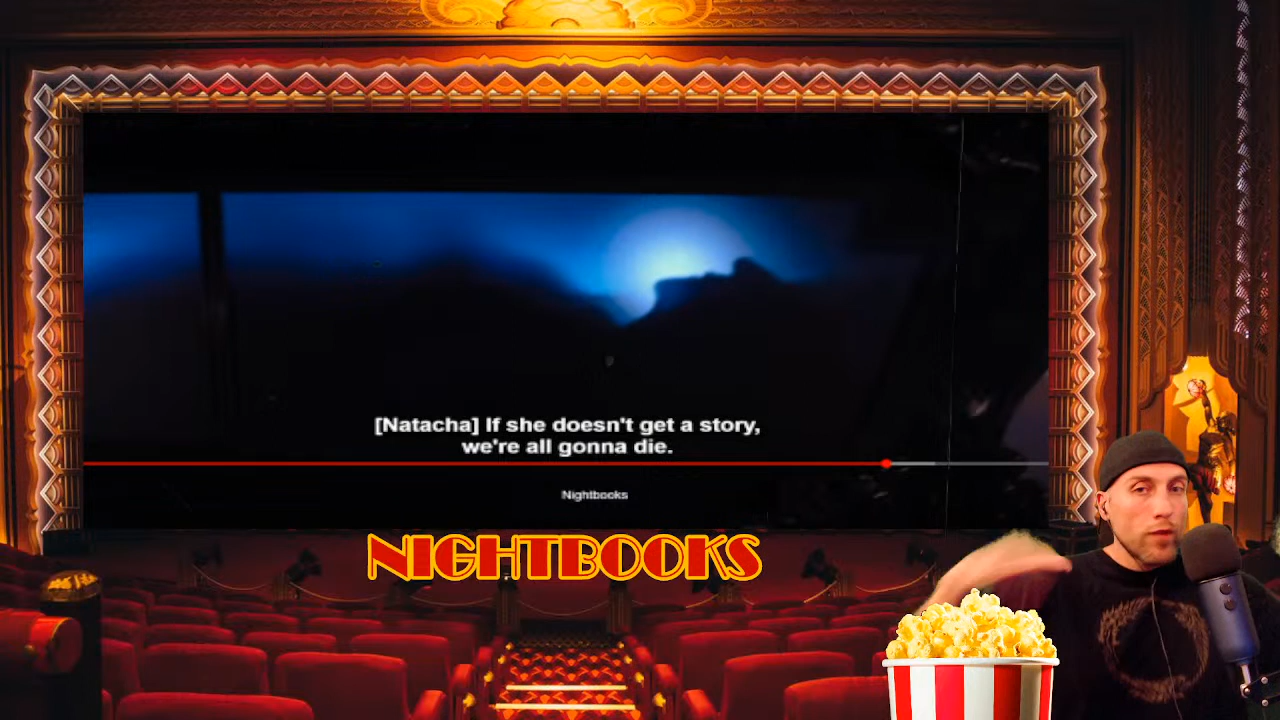 [Natacha] If she doesn't get a story,
we're all gonna die.
Nightbooks
NIGHTBOOKS